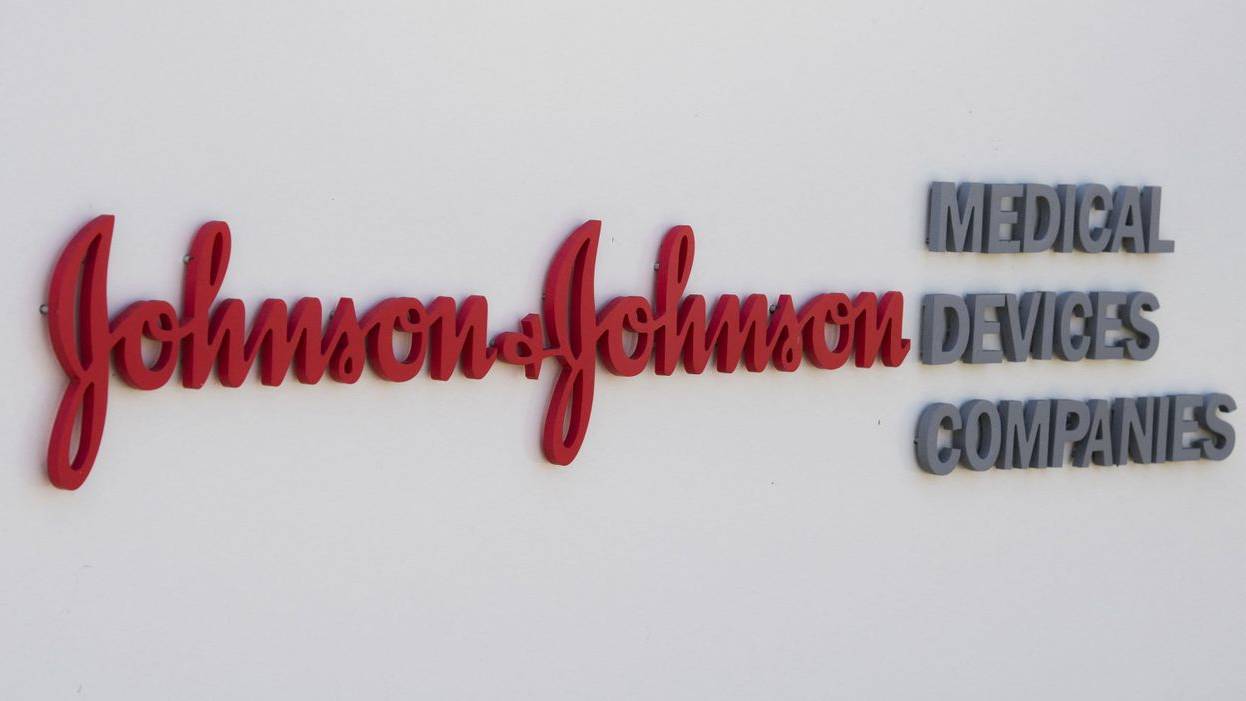 Johnson & Johnson
MEDICAL
DEVICES
COMPANIES